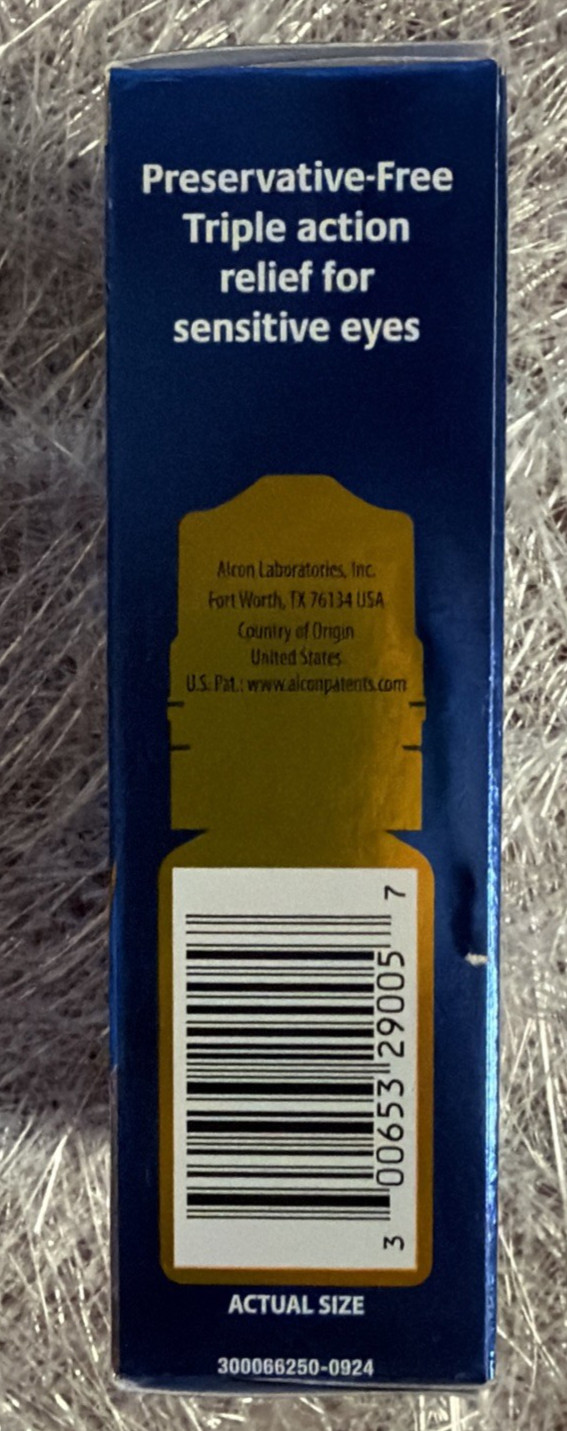 Preservative-Free
Triple action
relief for
sensitive eyes
Alcon Laboratories, Inc.
Fort Worth, TX 76134 USA
Country of Origin
United States
U.S. Pat.: www.alconpatents.com
3 00653 29005 7
ACTUAL SIZE
300066250-0924